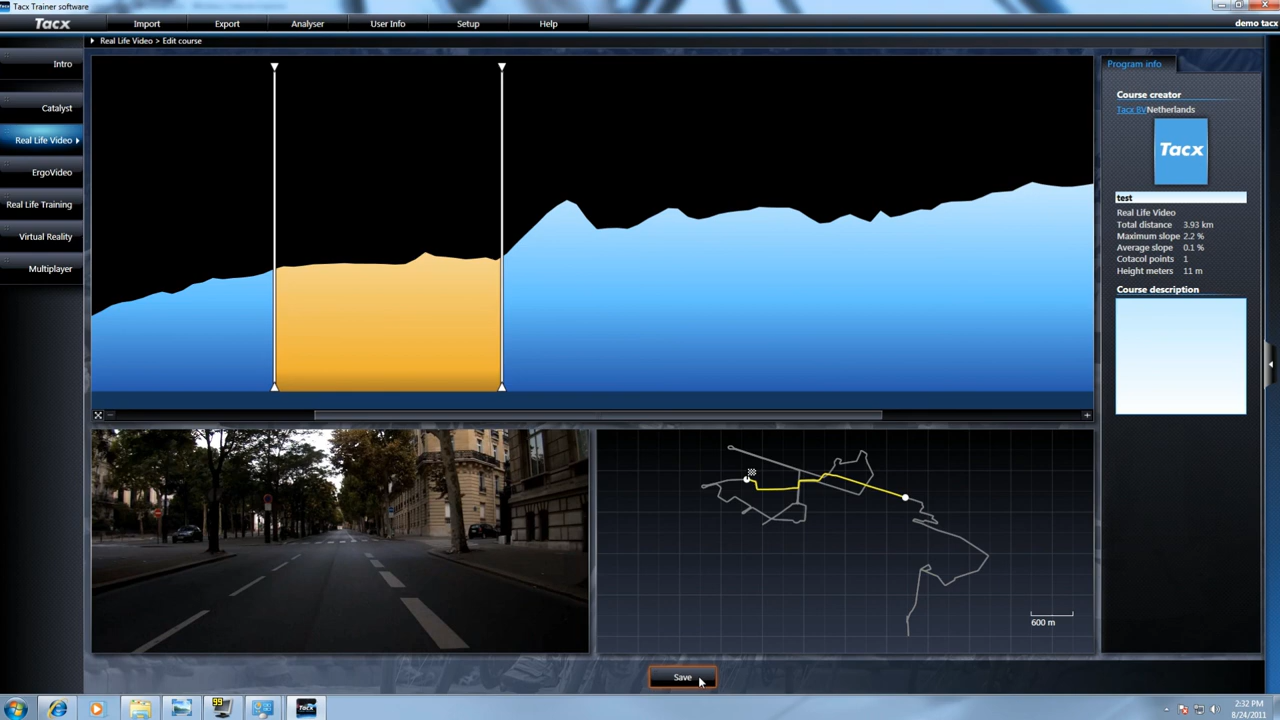 Tacx Trainer software
Tacx
Import
Export
Analyser
User Info
Setup
Help
demo tacx
Real Life Video > Edit course
Intro
Catalyst
Real Life Video
ErgoVideo
Real Life Training
Virtual Reality
Multiplayer
Program info
Course creator
Tacx BV Netherlands
Tacx
test
Real Life Video
Total distance 3.93 km
Maximum slope 2.2 %
Average slope 0.1 %
Cotacol points 1
Height meters 11 m
Course description
600 m
Save
99
Tacx
2:32 PM
8/24/2011